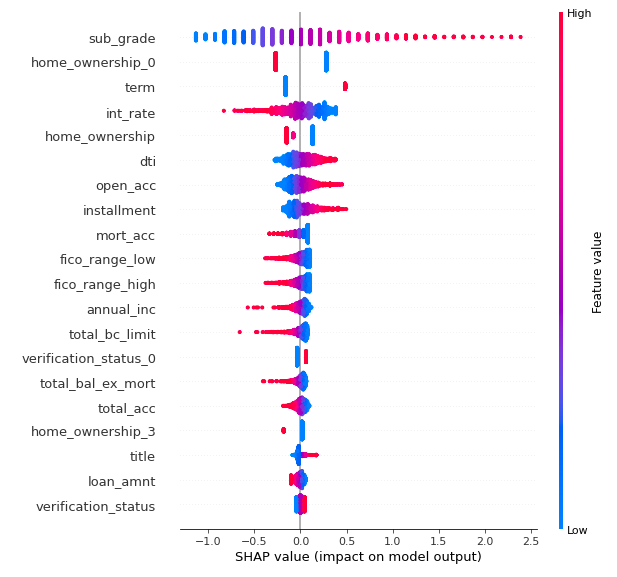 High
sub_grade
home_ownership_0
term
int_rate
home_ownership
dti
open_acc
installment
mort_acc
fico_range_low
fico_range_high
annual_inc
total_bc_limit
verification_status_0
total_bal_ex_mort
total_acc
home_ownership_3
title
loan_amnt
verification_status
Feature value
Low
−1.0 −0.5 0.0 0.5 1.0 1.5 2.0 2.5
SHAP value (impact on model output)